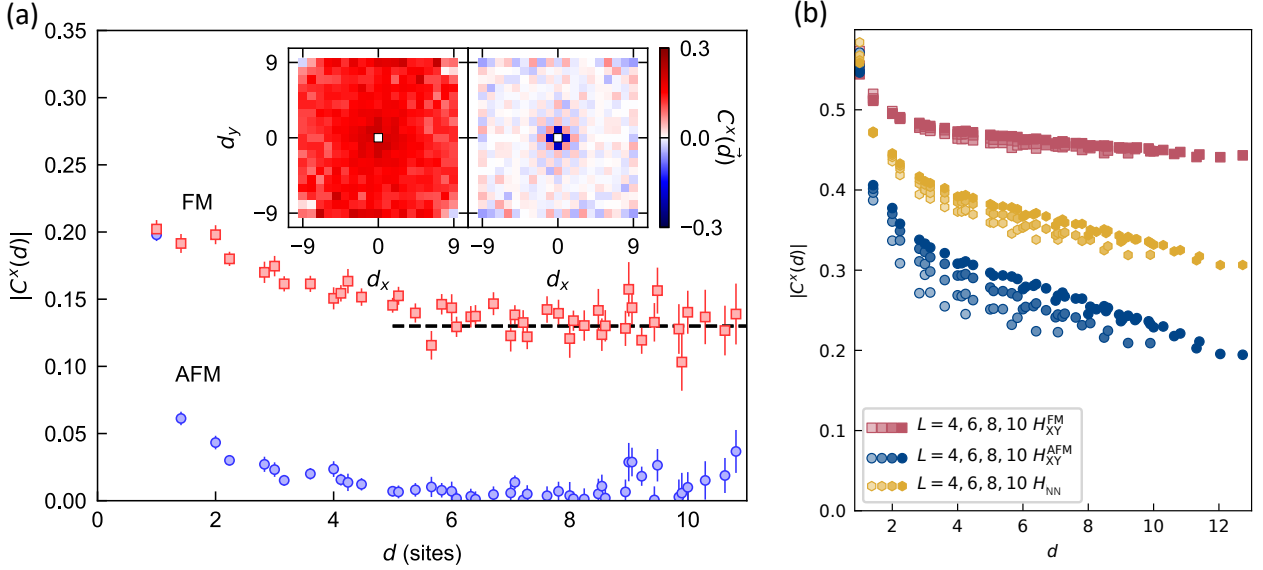 (a)
0.35
0.30
0.25
0.20
0.15
0.10
0.05
0.00
|C^x(d)|
0
2
4
6
8
10
d (sites)
FM
AFM
9
0
−9
d_y
−9
0
9
d_x
−9
0
9
d_x
0.3
0.0
−0.3
C^x(d⃗)
(b)
0.5
0.4
0.3
0.2
0.1
0.0
|C^x(d)|
2
4
6
8
10
12
d
L = 4, 6, 8, 10 H_XY^FM
L = 4, 6, 8, 10 H_XY^AFM
L = 4, 6, 8, 10 H_NN